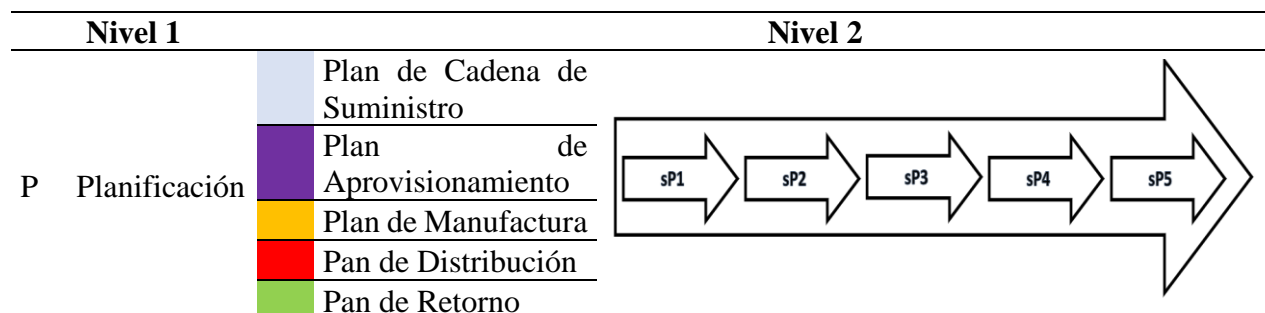 Nivel 1 Nivel 2
Plan de Cadena de
Suministro
Plan de
Aprovisionamiento
P Planificación
Plan de Manufactura
Pan de Distribución
Pan de Retorno
sP1 sP2 sP3 sP4 sP5